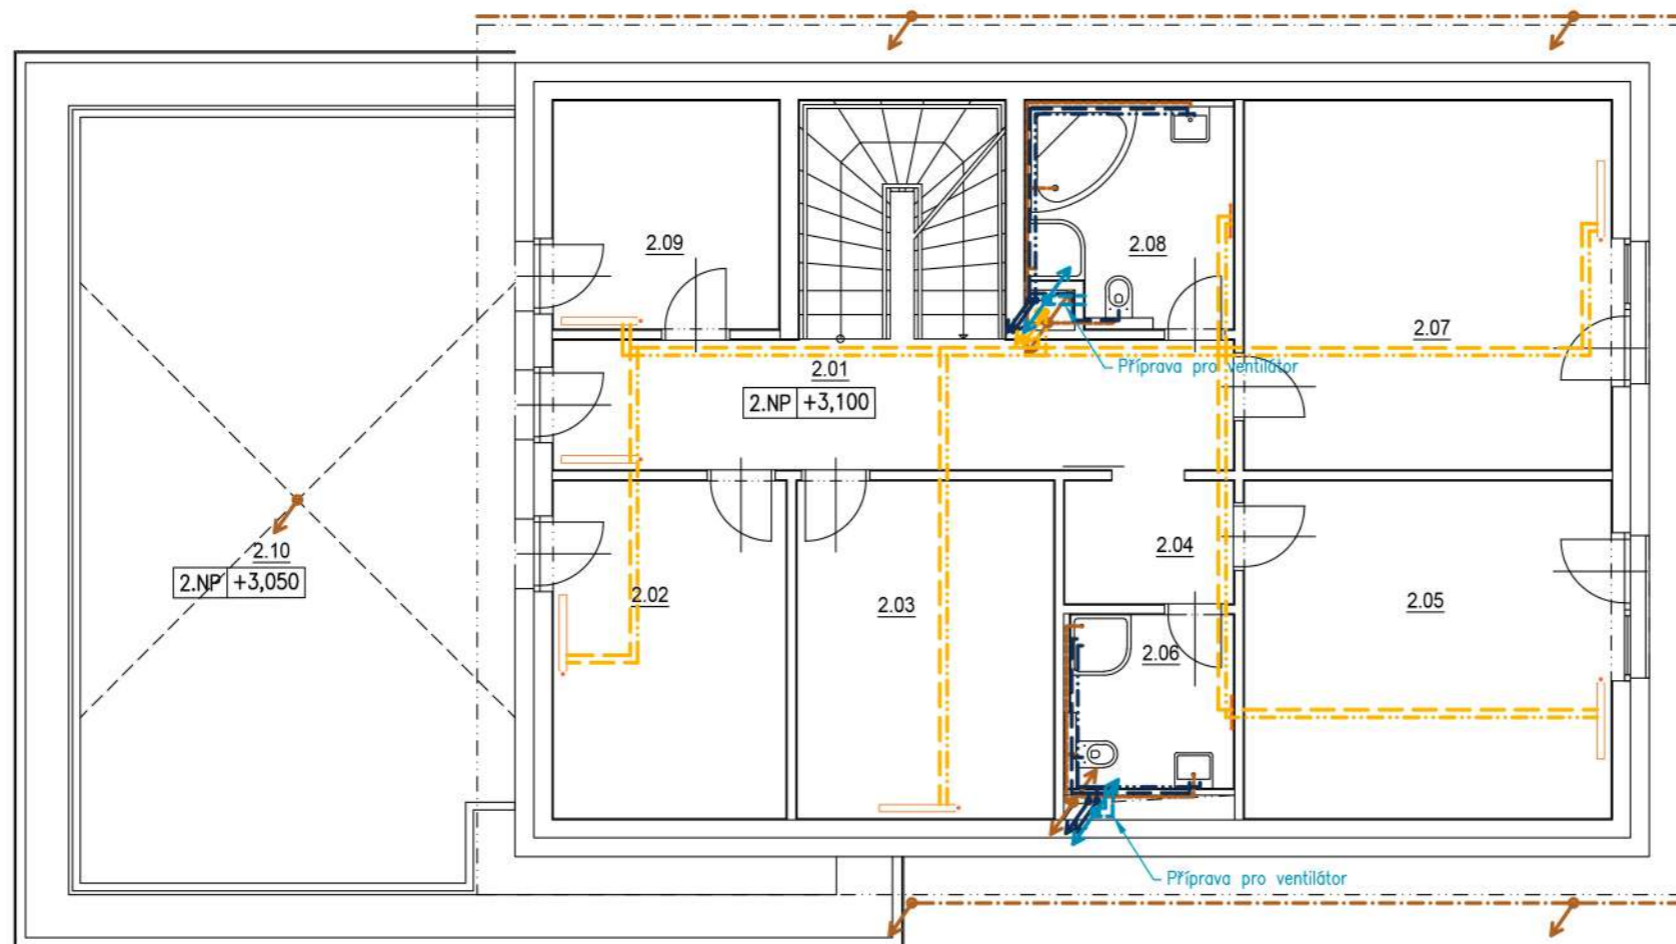 2.09
2.08
2.07
2.01
2.NP +3,100
Příprava pro ventilátor
2.10
2.NP +3,050
2.04
2.02
2.03
2.05
2.06
Příprava pro ventilátor